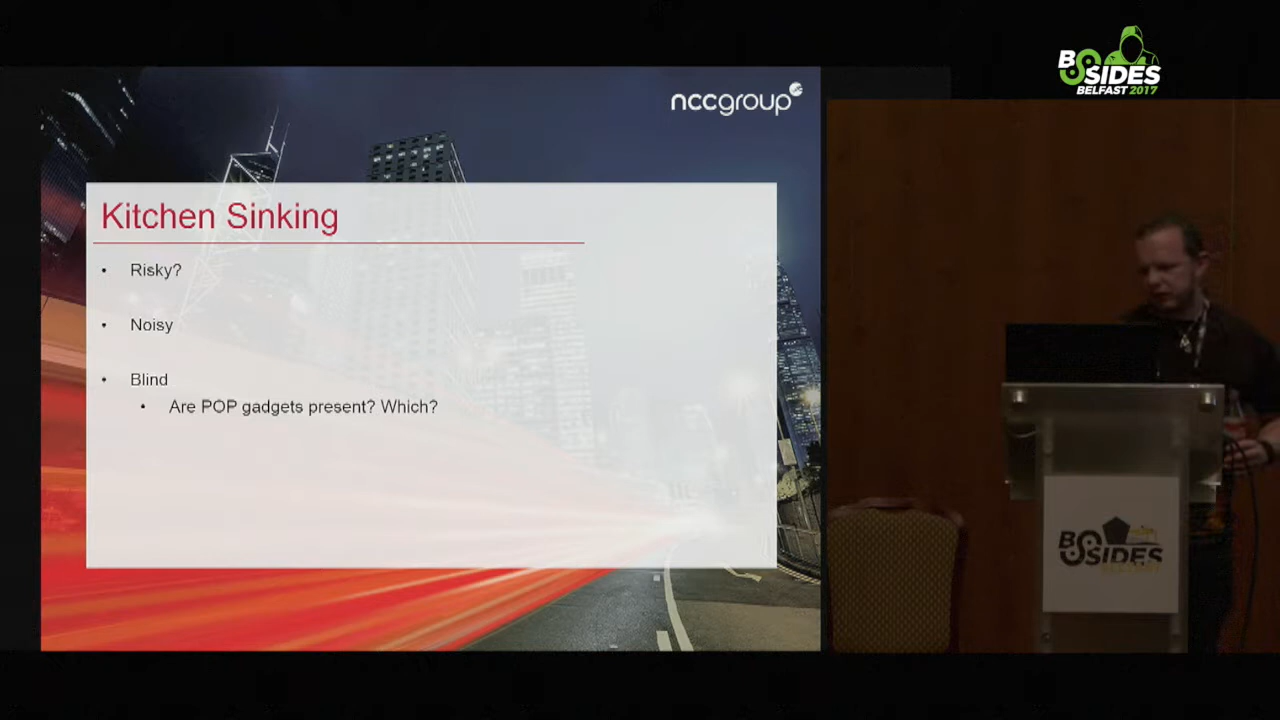 BSIDES
BELFAST 2017
nccgroup
Kitchen Sinking
• Risky?
• Noisy
• Blind
• Are POP gadgets present? Which?
BSIDES